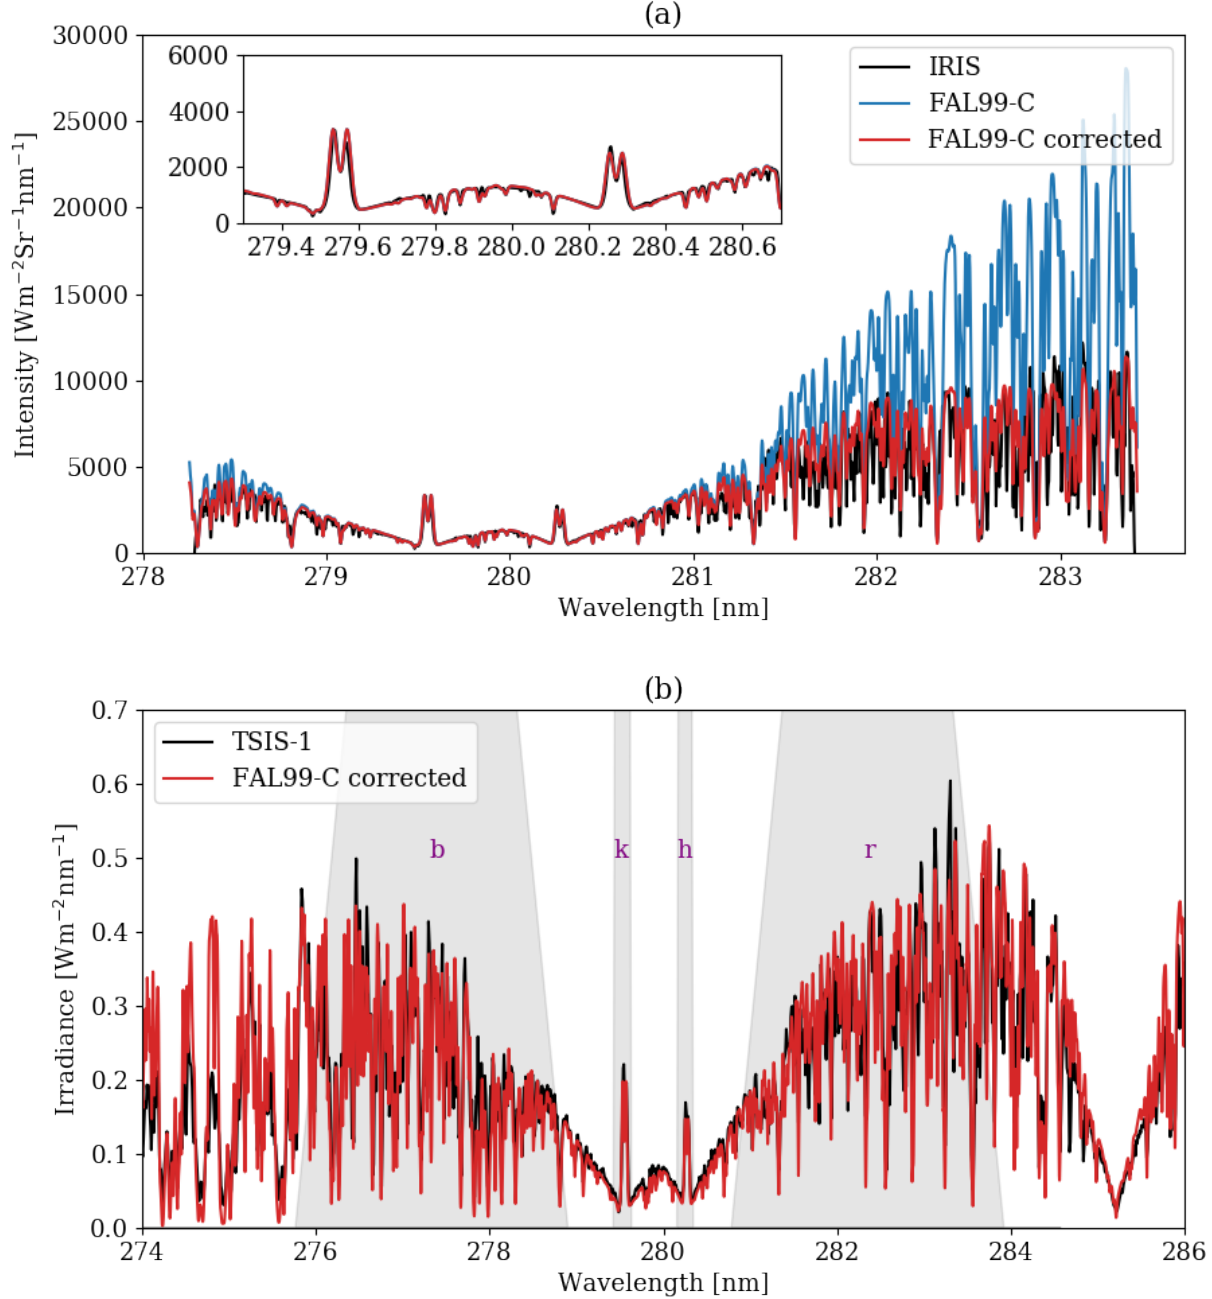 (a)
30000
25000
20000
15000
10000
5000
0
Intensity [Wm⁻²Sr⁻¹nm⁻¹]
6000
4000
2000
0
279.4 279.6 279.8 280.0 280.2 280.4 280.6
IRIS
FAL99-C
FAL99-C corrected
278 279 280 281 282 283
Wavelength [nm]
(b)
0.7
0.6
0.5
0.4
0.3
0.2
0.1
0.0
Irradiance [Wm⁻²nm⁻¹]
TSIS-1
FAL99-C corrected
b k h r
274 276 278 280 282 284 286
Wavelength [nm]